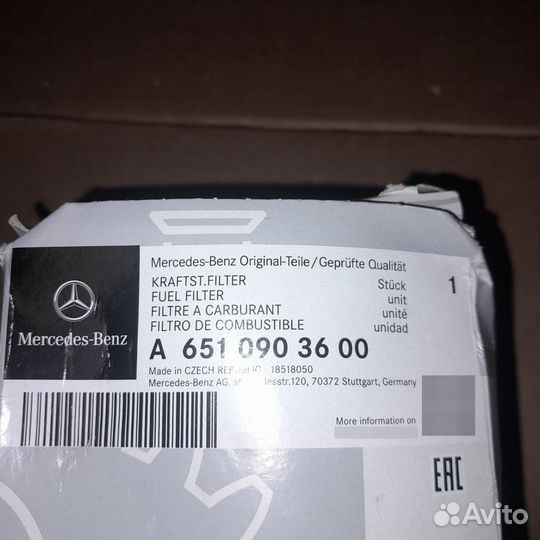 Mercedes-Benz Original-Teile/Geprüfte Qualität
KRAFTST.FILTER Stück 1
FUEL FILTER unit
FILTRE A CARBURANT unité
FILTRO DE COMBUSTIBLE unidad
Mercedes-Benz
A 651 090 36 00
Made in CZECH REPUBLIC 18518050
Mercedes-Benz AG, 120, 70372 Stuttgart, Germany
More information on
EAC
Avito